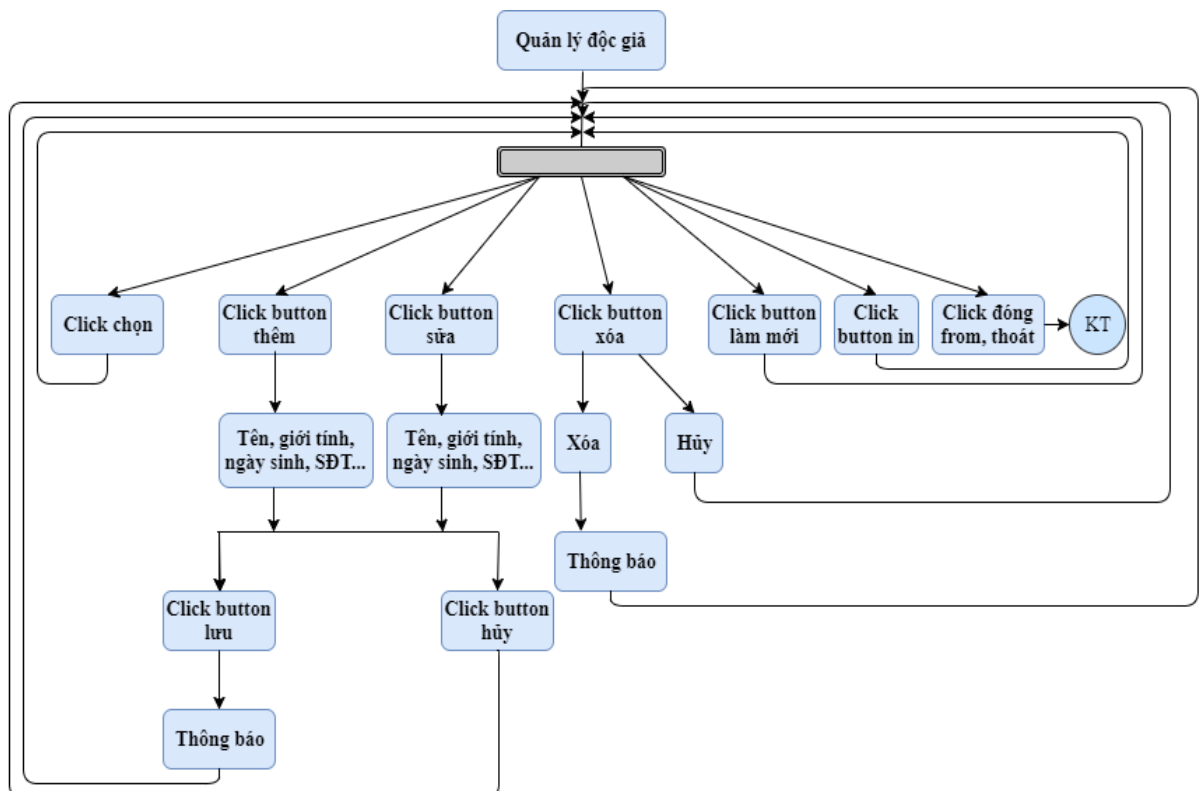 Quản lý độc giả
Click chọn
Click button
thêm
Click button
sửa
Click button
xóa
Click button
làm mới
Click
button in
Click đóng
from, thoát
KT
Tên, giới tính,
ngày sinh, SĐT...
Tên, giới tính,
ngày sinh, SĐT...
Xóa
Hủy
Thông báo
Click button
lưu
Click button
hủy
Thông báo